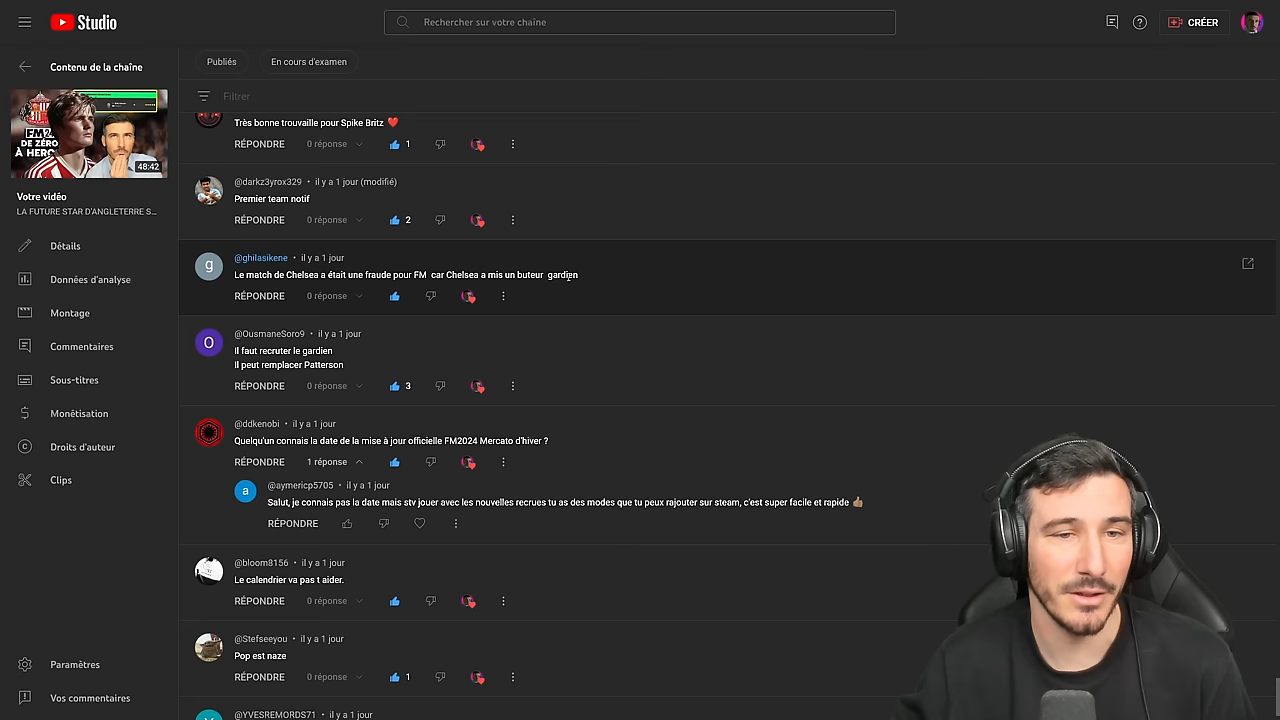 Studio
Rechercher sur votre chaîne
CRÉER
Contenu de la chaîne
FM24
DE ZÉRO
À HERO
48:42
Votre vidéo
LA FUTURE STAR D'ANGLETERRE S...
Détails
Données d'analyse
Montage
Commentaires
Sous-titres
Monétisation
Droits d'auteur
Clips
Paramètres
Vos commentaires
Publiés
En cours d'examen
Filtrer
Très bonne trouvaille pour Spike Britz ❤️
RÉPONDRE 0 réponse 1
@darkz3yrox329 • il y a 1 jour (modifié)
Premier team notif
RÉPONDRE 0 réponse 2
g
@ghilasikene • il y a 1 jour
Le match de Chelsea a était une fraude pour FM car Chelsea a mis un buteur gardien
RÉPONDRE 0 réponse
O
@OusmaneSoro9 • il y a 1 jour
Il faut recruter le gardien
Il peut remplacer Patterson
RÉPONDRE 0 réponse 3
@ddkenobi • il y a 1 jour
Quelqu'un connais la date de la mise à jour officielle FM2024 Mercato d'hiver ?
RÉPONDRE 1 réponse
a
@aymericp5705 • il y a 1 jour
Salut, je connais pas la date mais stv jouer avec les nouvelles recrues tu as des modes que tu peux rajouter sur steam, c'est super facile et rapide 👍🏽
RÉPONDRE
@bloom8156 • il y a 1 jour
Le calendrier va pas t aider.
RÉPONDRE 0 réponse
@Stefseeyou • il y a 1 jour
Pop est naze
RÉPONDRE 0 réponse 1
@YVESREMORDS71 • il y a 1 jour